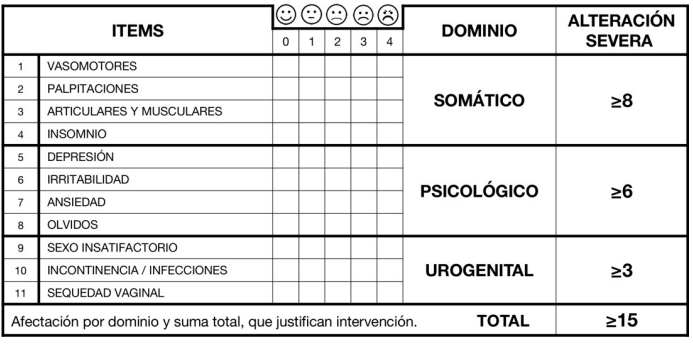 ITEMS 0 1 2 3 4 DOMINIO ALTERACIÓN SEVERA
1 VASOMOTORES
2 PALPITACIONES
3 ARTICULARES Y MUSCULARES
4 INSOMNIO
SOMÁTICO ≥8
5 DEPRESIÓN
6 IRRITABILIDAD
7 ANSIEDAD
8 OLVIDOS
PSICOLÓGICO ≥6
9 SEXO INSATIFACTORIO
10 INCONTINENCIA / INFECCIONES
11 SEQUEDAD VAGINAL
UROGENITAL ≥3
Afectación por dominio y suma total, que justifican intervención. TOTAL ≥15